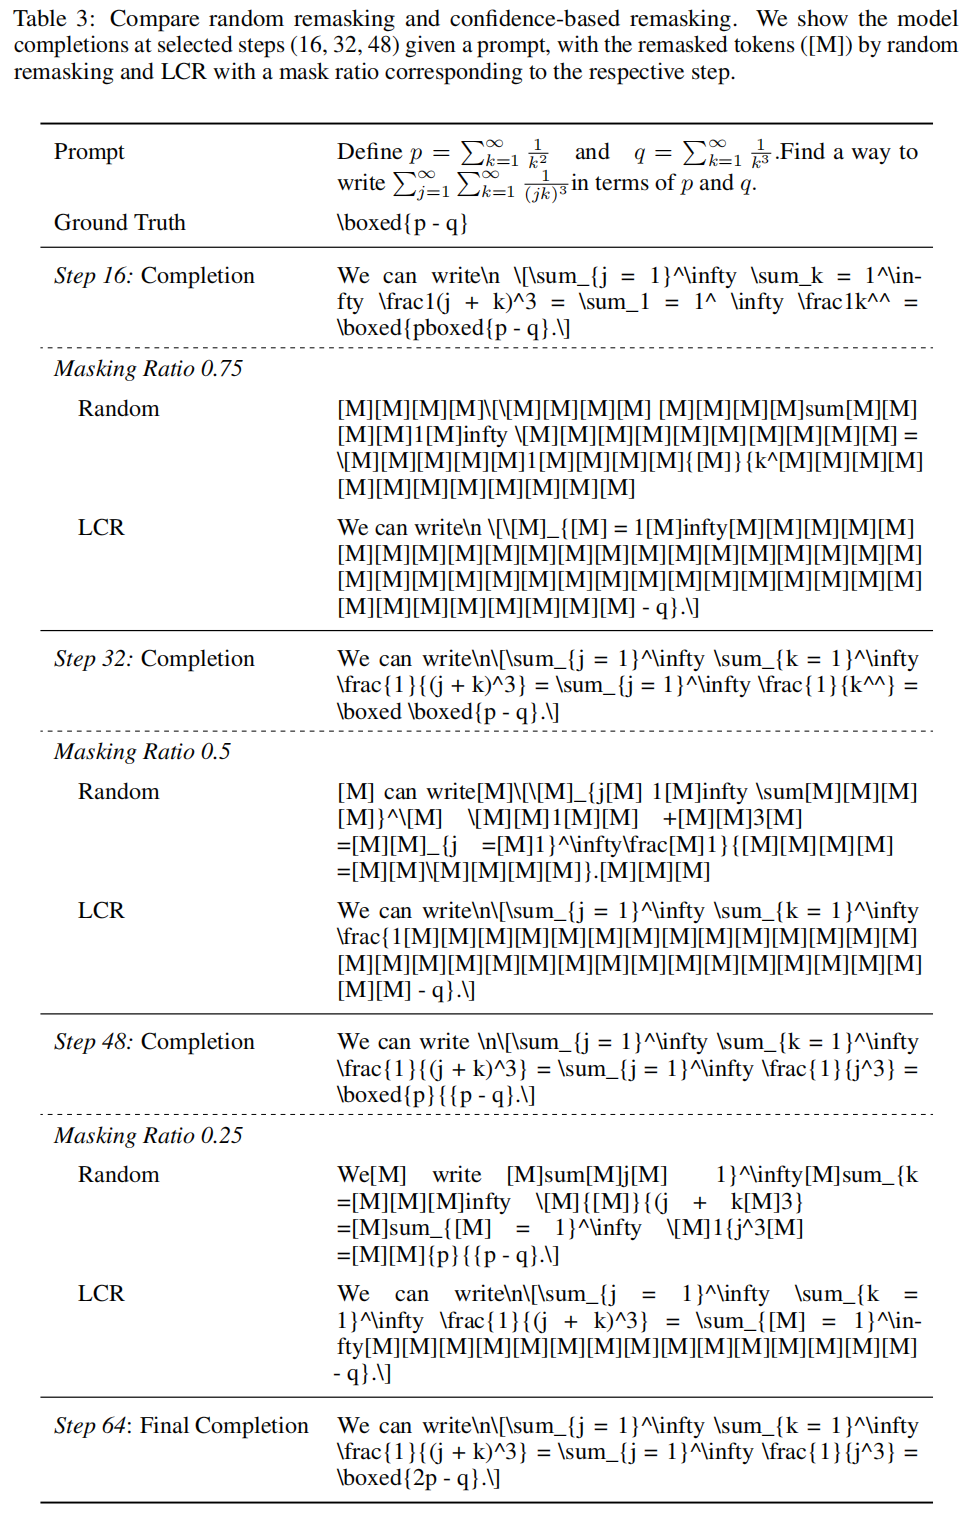 Table 3: Compare random remasking and confidence-based remasking. We show the model
completions at selected steps (16, 32, 48) given a prompt, with the remasked tokens ([M]) by random
remasking and LCR with a mask ratio corresponding to the respective step.
Prompt Define $p = \sum_{k=1}^{\infty} \frac{1}{k^2}$ and $q = \sum_{k=1}^{\infty} \frac{1}{k^3}$.Find a way to
write $\sum_{j=1}^{\infty} \sum_{k=1}^{\infty} \frac{1}{(jk)^3}$ in terms of $p$ and $q$.
Ground Truth \boxed{p - q}
Step 16: Completion We can write\n \[\sum_{j = 1}^\infty \sum_k = 1^\in-
fty \frac1(j + k)^3 = \sum_1 = 1^ \infty \frac1k^^ =
\boxed{pboxed{p - q}.\]
Masking Ratio 0.75
Random [M][M][M][M]\[\[M][M][M][M] [M][M][M][M]sum[M][M]
[M][M]1[M]infty \[M][M][M][M][M][M][M][M][M][M] =
\[M][M][M][M][M]1[M][M][M][M]{[M]}{k^[M][M][M][M]
[M][M][M][M][M][M][M][M]
LCR We can write\n \[\[M]_{[M] = 1[M]infty[M][M][M][M][M]
[M][M][M][M][M][M][M][M][M][M][M][M][M][M][M][M]
[M][M][M][M][M][M][M][M][M][M][M][M][M][M][M][M]
[M][M][M][M][M][M][M][M] - q}.\]
Step 32: Completion We can write\n\[\sum_{j = 1}^\infty \sum_{k = 1}^\infty
\frac{1}{(j + k)^3} = \sum_{j = 1}^\infty \frac{1}{k^^} =
\boxed \boxed{p - q}.\]
Masking Ratio 0.5
Random [M] can write[M]\[\[M]_{j[M] 1[M]infty \sum[M][M][M]
[M]}^\[M] \[M][M]1[M][M] +[M][M]3[M]
=[M][M]_{j =[M]1}^\infty\frac[M]1}{[M][M][M][M]
=[M][M]\[M][M][M][M]}.[M][M][M]
LCR We can write\n\[\sum_{j = 1}^\infty \sum_{k = 1}^\infty
\frac{1[M][M][M][M][M][M][M][M][M][M][M][M][M][M]
[M][M][M][M][M][M][M][M][M][M][M][M][M][M][M][M]
[M][M] - q}.\]
Step 48: Completion We can write \n\[\sum_{j = 1}^\infty \sum_{k = 1}^\infty
\frac{1}{(j + k)^3} = \sum_{j = 1}^\infty \frac{1}{j^3} =
\boxed{p}{{p - q}.\]
Masking Ratio 0.25
Random We[M] write [M]sum[M]j[M] 1}^\infty[M]sum_{k
=[M][M][M]infty \[M]{[M]}{(j + k[M]3}
=[M]sum_{[M] = 1}^\infty \[M]1{j^3[M]
=[M][M]{p}{{p - q}.\]
LCR We can write\n\[\sum_{j = 1}^\infty \sum_{k =
1}^\infty \frac{1}{(j + k)^3} = \sum_{[M] = 1}^\in-
fty[M][M][M][M][M][M][M][M][M][M][M][M][M][M][M]
- q}.\]
Step 64: Final Completion We can write\n\[\sum_{j = 1}^\infty \sum_{k = 1}^\infty
\frac{1}{(j + k)^3} = \sum_{j = 1}^\infty \frac{1}{j^3} =
\boxed{2p - q}.\]